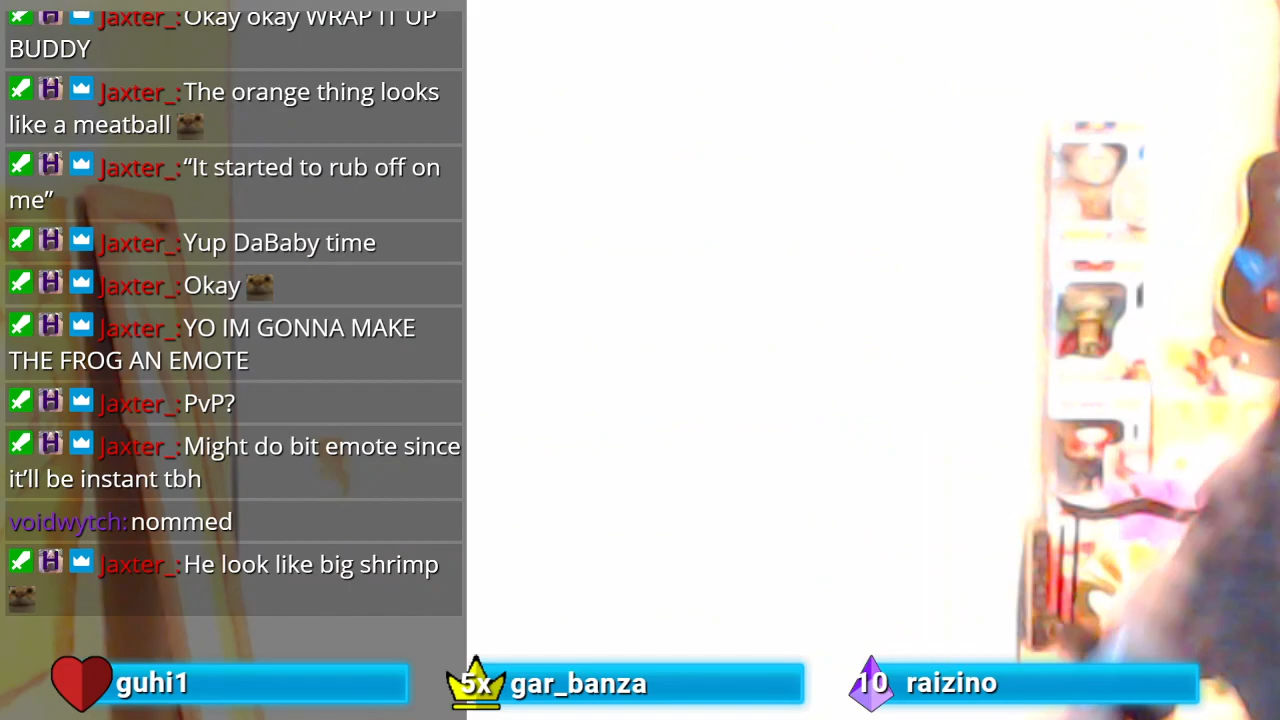 Jaxter_:Okay okay WRAP IT UP
BUDDY
Jaxter_:The orange thing looks
like a meatball
Jaxter_:“It started to rub off on
me”
Jaxter_:Yup DaBaby time
Jaxter_:Okay
Jaxter_:YO IM GONNA MAKE
THE FROG AN EMOTE
Jaxter_:PvP?
Jaxter_:Might do bit emote since
it’ll be instant tbh
voidwytch:nommed
Jaxter_:He look like big shrimp
guhi1
5x gar_banza
10 raizino